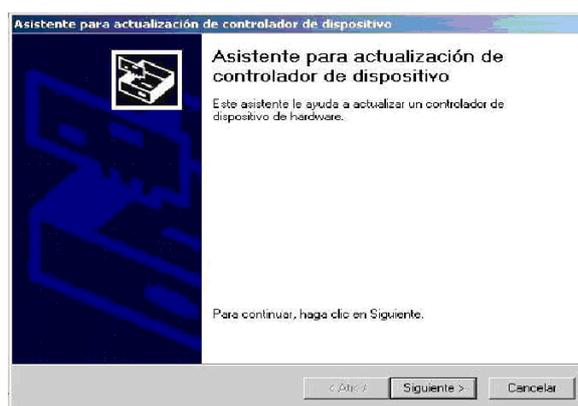 Asistente para actualización de controlador de dispositivo
Asistente para actualización de
controlador de dispositivo
Este asistente le ayuda a actualizar un controlador de
dispositivo de hardware.
Para continuar, haga clic en Siguiente.
< Atrás Siguiente > Cancelar